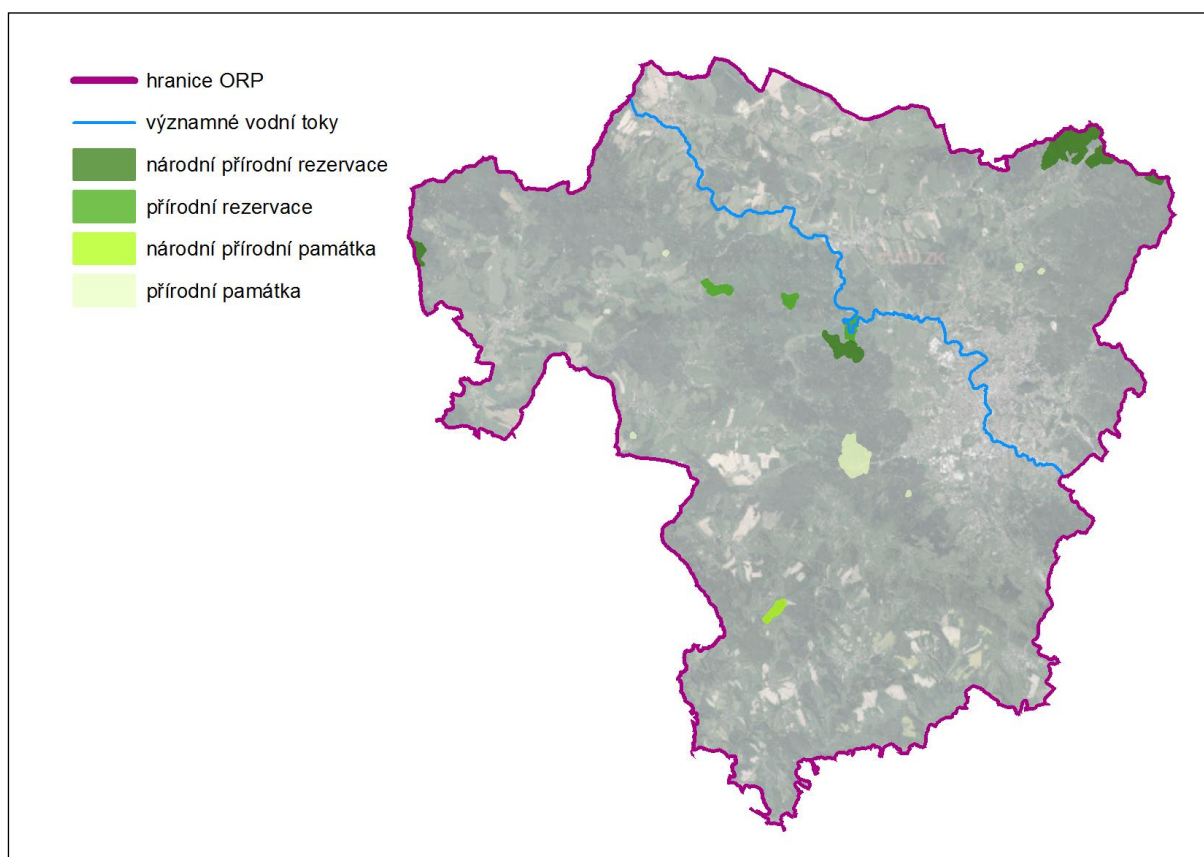 hranice ORP
významné vodní toky
národní přírodní rezervace
přírodní rezervace
národní přírodní památka
přírodní památka